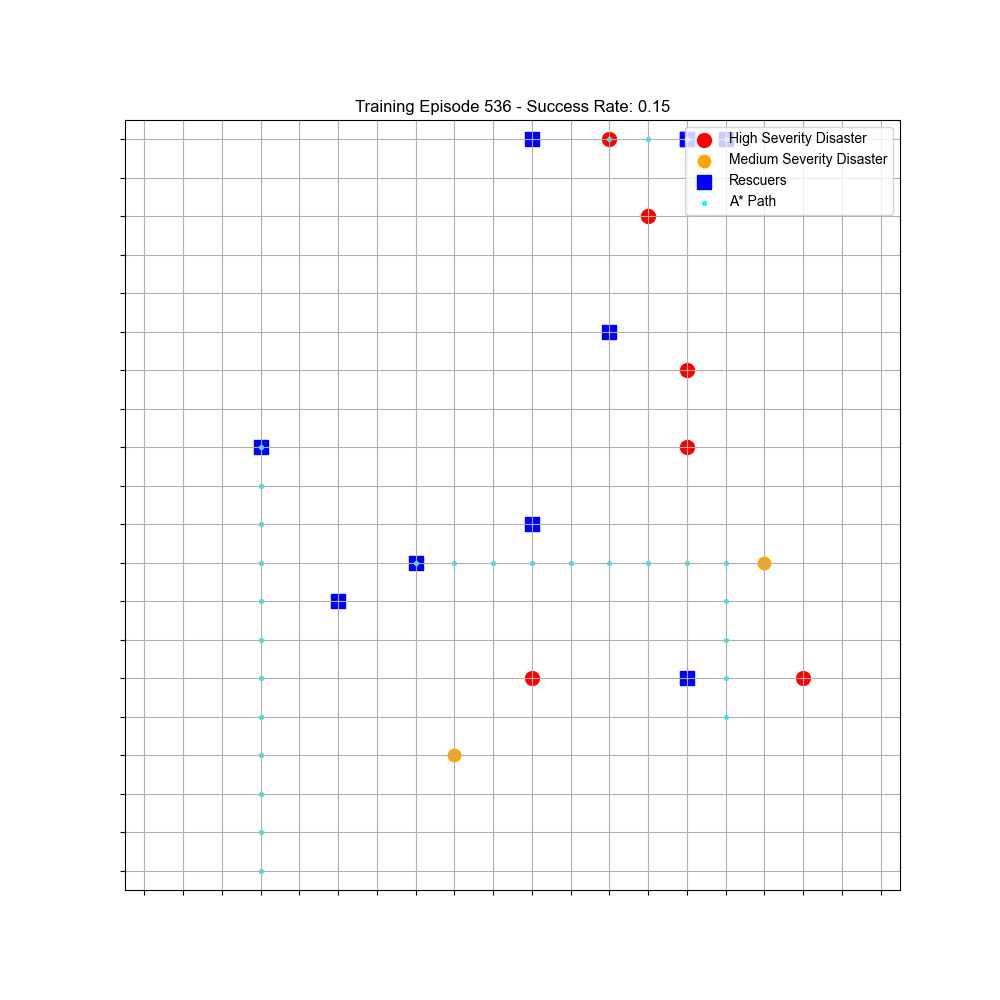 Training Episode 536 - Success Rate: 0.15
High Severity Disaster
Medium Severity Disaster
Rescuers
A* Path